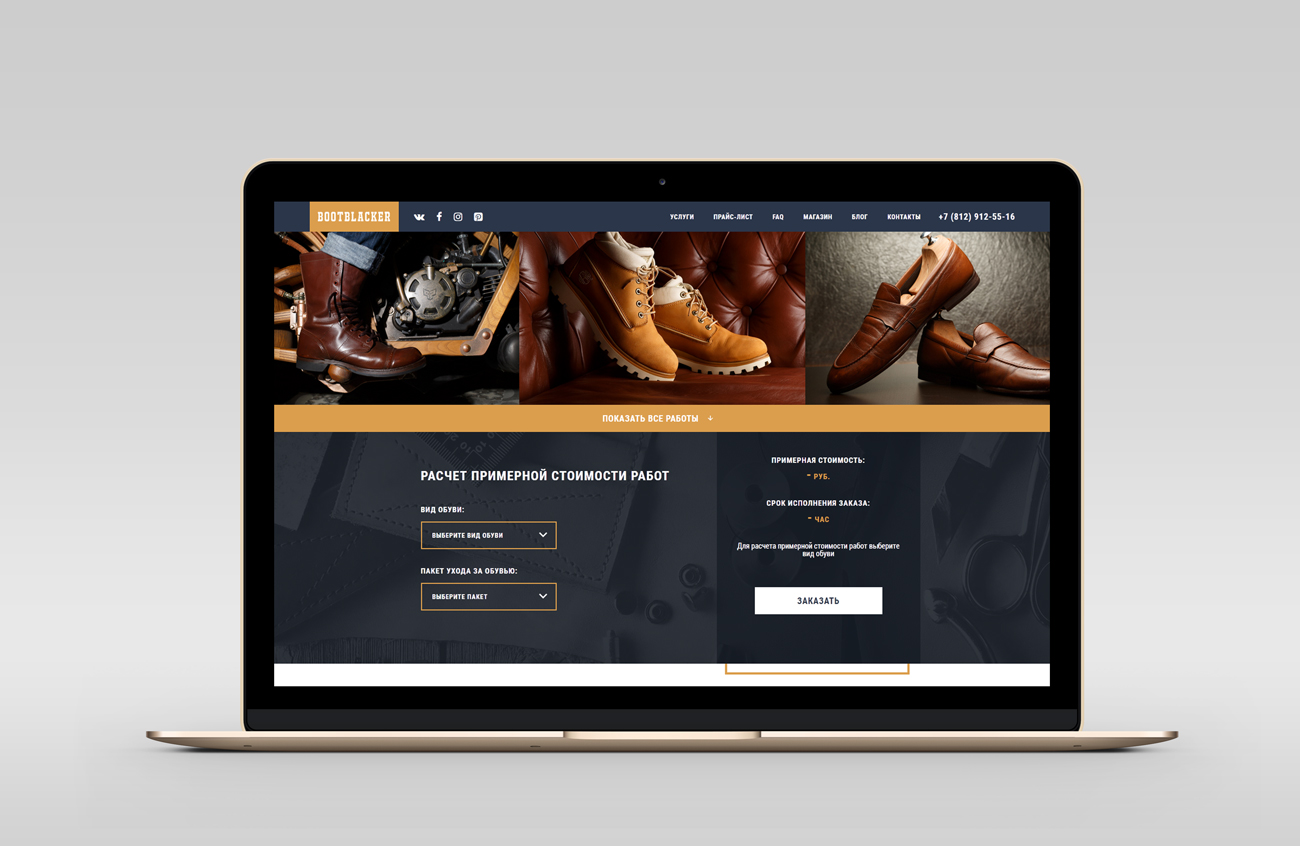 BOOTBLACKER
УСЛУГИ ПРАЙС-ЛИСТ FAQ МАГАЗИН БЛОГ КОНТАКТЫ +7 (812) 912-55-16
ПОКАЗАТЬ ВСЕ РАБОТЫ
РАСЧЕТ ПРИМЕРНОЙ СТОИМОСТИ РАБОТ
ВИД ОБУВИ:
ВЫБЕРИТЕ ВИД ОБУВИ
ПАКЕТ УХОДА ЗА ОБУВЬЮ:
ВЫБЕРИТЕ ПАКЕТ
ПРИМЕРНАЯ СТОИМОСТЬ:
- РУБ.
СРОК ИСПОЛНЕНИЯ ЗАКАЗА:
- ЧАС
Для расчета примерной стоимости работ выберите
вид обуви
ЗАКАЗАТЬ